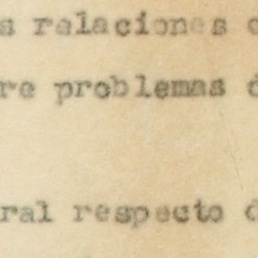 s relaciones
re problemas d
ral respecto d